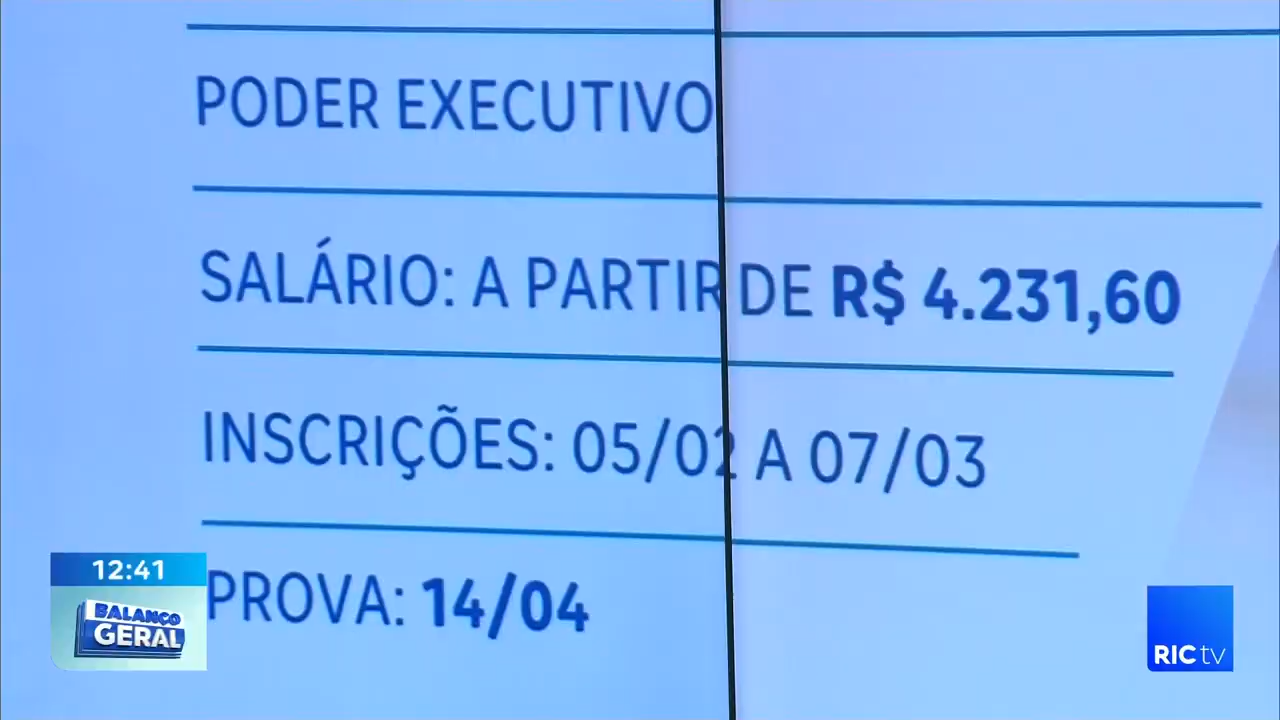 PODER EXECUTIVO
SALÁRIO: A PARTIR DE R$ 4.231,60
INSCRIÇÕES: 05/02 A 07/03
PROVA: 14/04
12:41
BALANÇO
GERAL
RIC tv